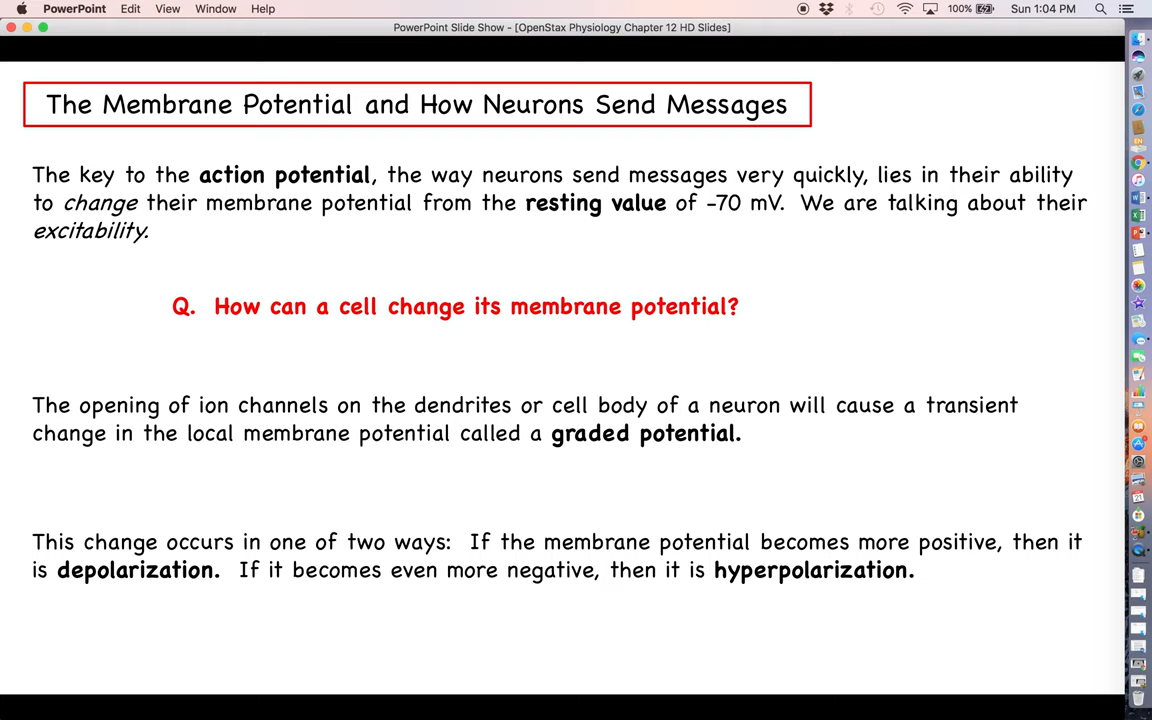 PowerPoint Edit View Window Help 100% Sun 1:04 PM
PowerPoint Slide Show - [OpenStax Physiology Chapter 12 HD Slides]
The Membrane Potential and How Neurons Send Messages
The key to the action potential, the way neurons send messages very quickly, lies in their ability
to change their membrane potential from the resting value of -70 mV. We are talking about their
excitability.
Q. How can a cell change its membrane potential?
The opening of ion channels on the dendrites or cell body of a neuron will cause a transient
change in the local membrane potential called a graded potential.
This change occurs in one of two ways: If the membrane potential becomes more positive, then it
is depolarization. If it becomes even more negative, then it is hyperpolarization.